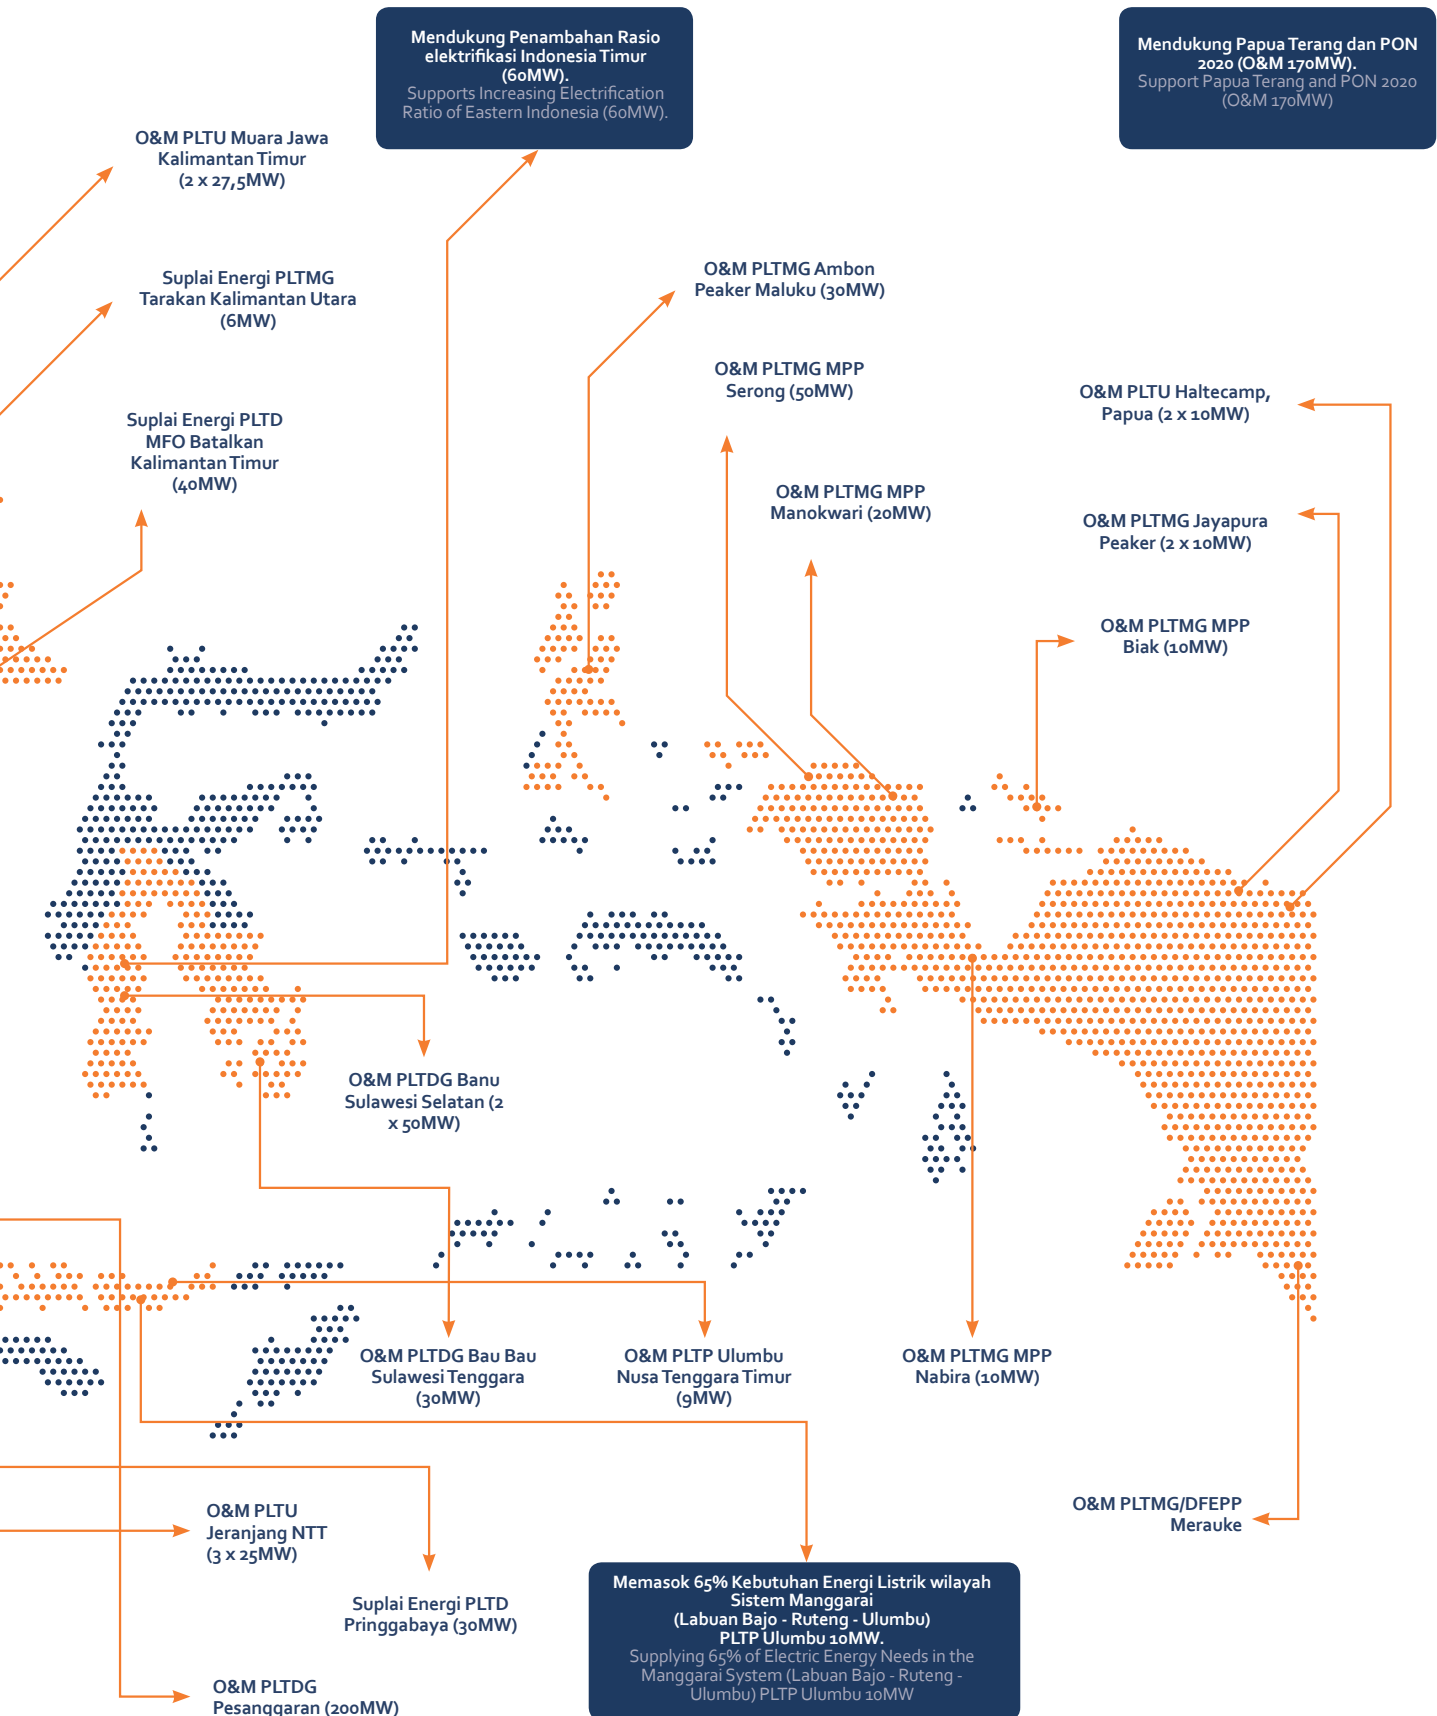 Mendukung Penambahan Rasio
elektrifikasi Indonesia Timur
(60MW).
Supports Increasing Electrification
Ratio of Eastern Indonesia (60MW).
Mendukung Papua Terang dan PON
2020 (O&M 170MW).
Support Papua Terang and PON 2020
(O&M 170MW)
O&M PLTU Muara Jawa
Kalimantan Timur
(2 x 27,5MW)
Suplai Energi PLTMG
Tarakan Kalimantan Utara
(6MW)
Suplai Energi PLTD
MFO Batalkan
Kalimantan Timur
(40MW)
O&M PLTMG Ambon
Peaker Maluku (30MW)
O&M PLTMG MPP
Serong (50MW)
O&M PLTMG MPP
Manokwari (20MW)
O&M PLTU Haltecamp,
Papua (2 x 10MW)
O&M PLTMG Jayapura
Peaker (2 x 10MW)
O&M PLTMG MPP
Biak (10MW)
O&M PLTDG Banu
Sulawesi Selatan (2
x 50MW)
O&M PLTDG Bau Bau
Sulawesi Tenggara
(30MW)
O&M PLTP Ulumbu
Nusa Tenggara Timur
(9MW)
O&M PLTMG MPP
Nabira (10MW)
O&M PLTMG/DFEPP
Merauke
O&M PLTU
Jeranjang NTT
(3 x 25MW)
Suplai Energi PLTD
Pringgabaya (30MW)
O&M PLTDG
Pesanggaran (200MW)
Memasok 65% Kebutuhan Energi Listrik wilayah
Sistem Manggarai
(Labuan Bajo - Ruteng - Ulumbu)
PLTP Ulumbu 10MW.
Supplying 65% of Electric Energy Needs in the
Manggarai System (Labuan Bajo - Ruteng -
Ulumbu) PLTP Ulumbu 10MW